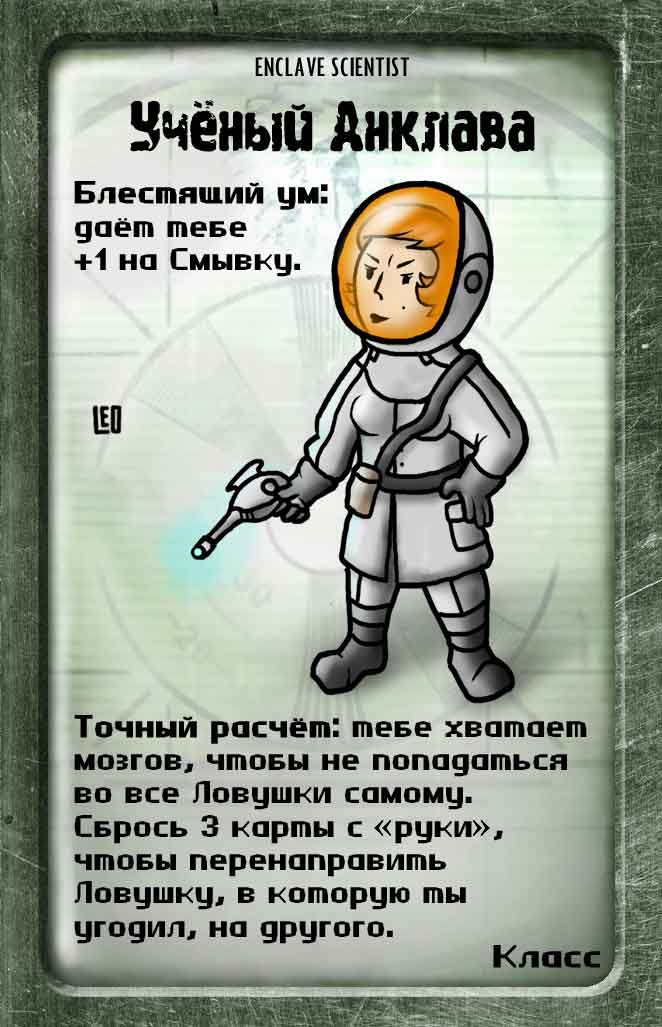 ENCLAVE SCIENTIST
Учёный Анклава
Блестящий ум:
даёт тебе
+1 на Смывку.
LEO
Точный расчёт: тебе хватает
мозгов, чтобы не попадаться
во все Ловушки самому.
Сбрось 3 карты с «руки»,
чтобы перенаправить
Ловушку, в которую ты
угодил, на другого.
Класс